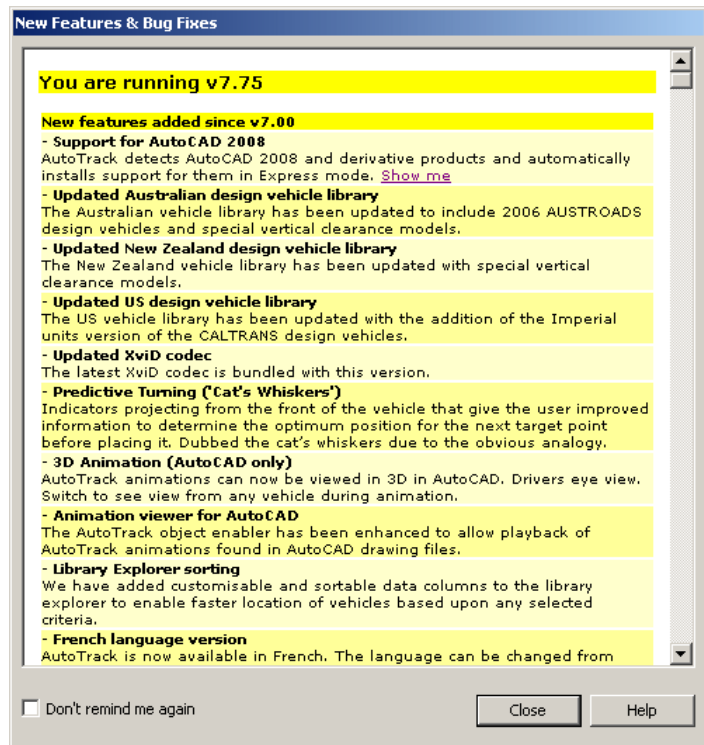 New Features & Bug Fixes
You are running v7.75
New features added since v7.00
- Support for AutoCAD 2008
AutoTrack detects AutoCAD 2008 and derivative products and automatically
installs support for them in Express mode. Show me
- Updated Australian design vehicle library
The Australian vehicle library has been updated to include 2006 AUSTROADS
design vehicles and special vertical clearance models.
- Updated New Zealand design vehicle library
The New Zealand vehicle library has been updated with special vertical
clearance models.
- Updated US design vehicle library
The US vehicle library has been updated with the addition of the Imperial
units version of the CALTRANS design vehicles.
- Updated XviD codec
The latest XviD codec is bundled with this version.
- Predictive Turning ('Cat's Whiskers')
Indicators projecting from the front of the vehicle that give the user improved
information to determine the optimum position for the next target point
before placing it. Dubbed the cat's whiskers due to the obvious analogy.
- 3D Animation (AutoCAD only)
AutoTrack animations can now be viewed in 3D in AutoCAD. Drivers eye view.
Switch to see view from any vehicle during animation.
- Animation viewer for AutoCAD
The AutoTrack object enabler has been enhanced to allow playback of
AutoTrack animations found in AutoCAD drawing files.
- Library Explorer sorting
We have added customisable and sortable data columns to the library
explorer to enable faster location of vehicles based upon any selected
criteria.
- French language version
AutoTrack is now available in French. The language can be changed from
Don't remind me again
Close
Help